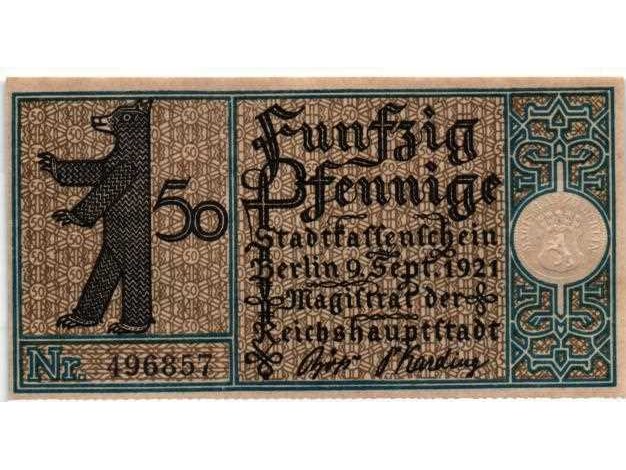 50
Nr. 496857
Funfzig
Pfennige
Stadtkassenschein
Berlin 9. Sept. 1921
Magistrat der
Reichshauptstadt